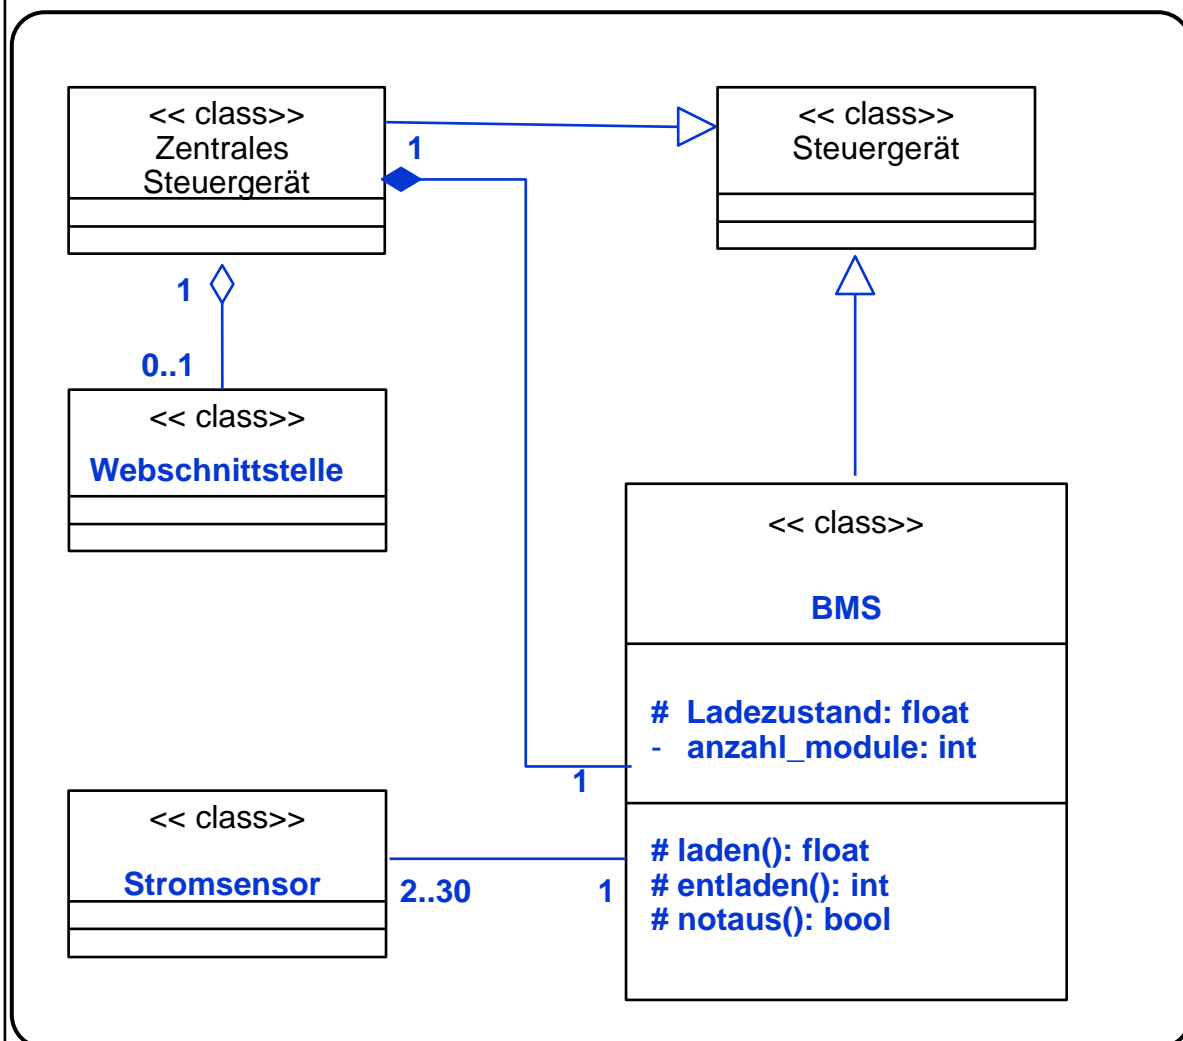 << class>>
Zentrales
Steuergerät
1
<< class>>
Steuergerät
1
0..1
<< class>>
Webschnittstelle
<< class>>
BMS
# Ladezustand: float
- anzahl_module: int
1
<< class>>
Stromsensor
2..30
1
# laden(): float
# entladen(): int
# notaus(): bool